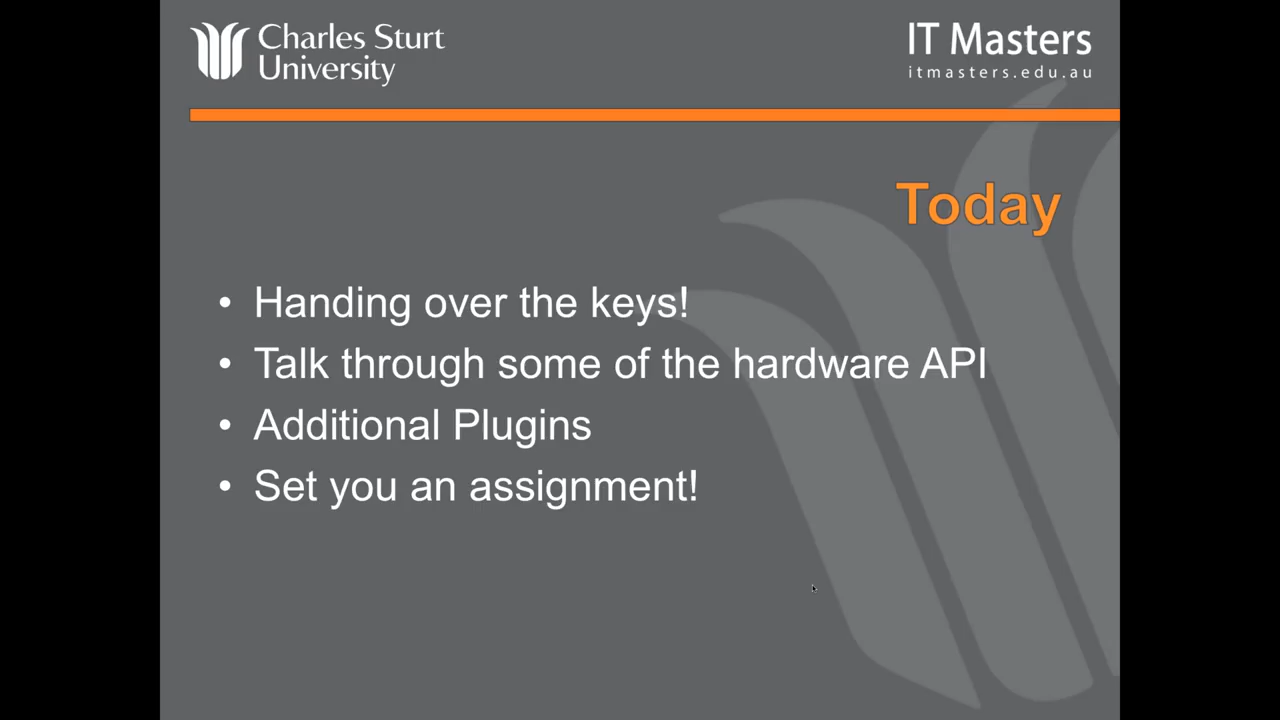 Charles Sturt
University
IT Masters
itmasters.edu.au
Today
• Handing over the keys!
• Talk through some of the hardware API
• Additional Plugins
• Set you an assignment!